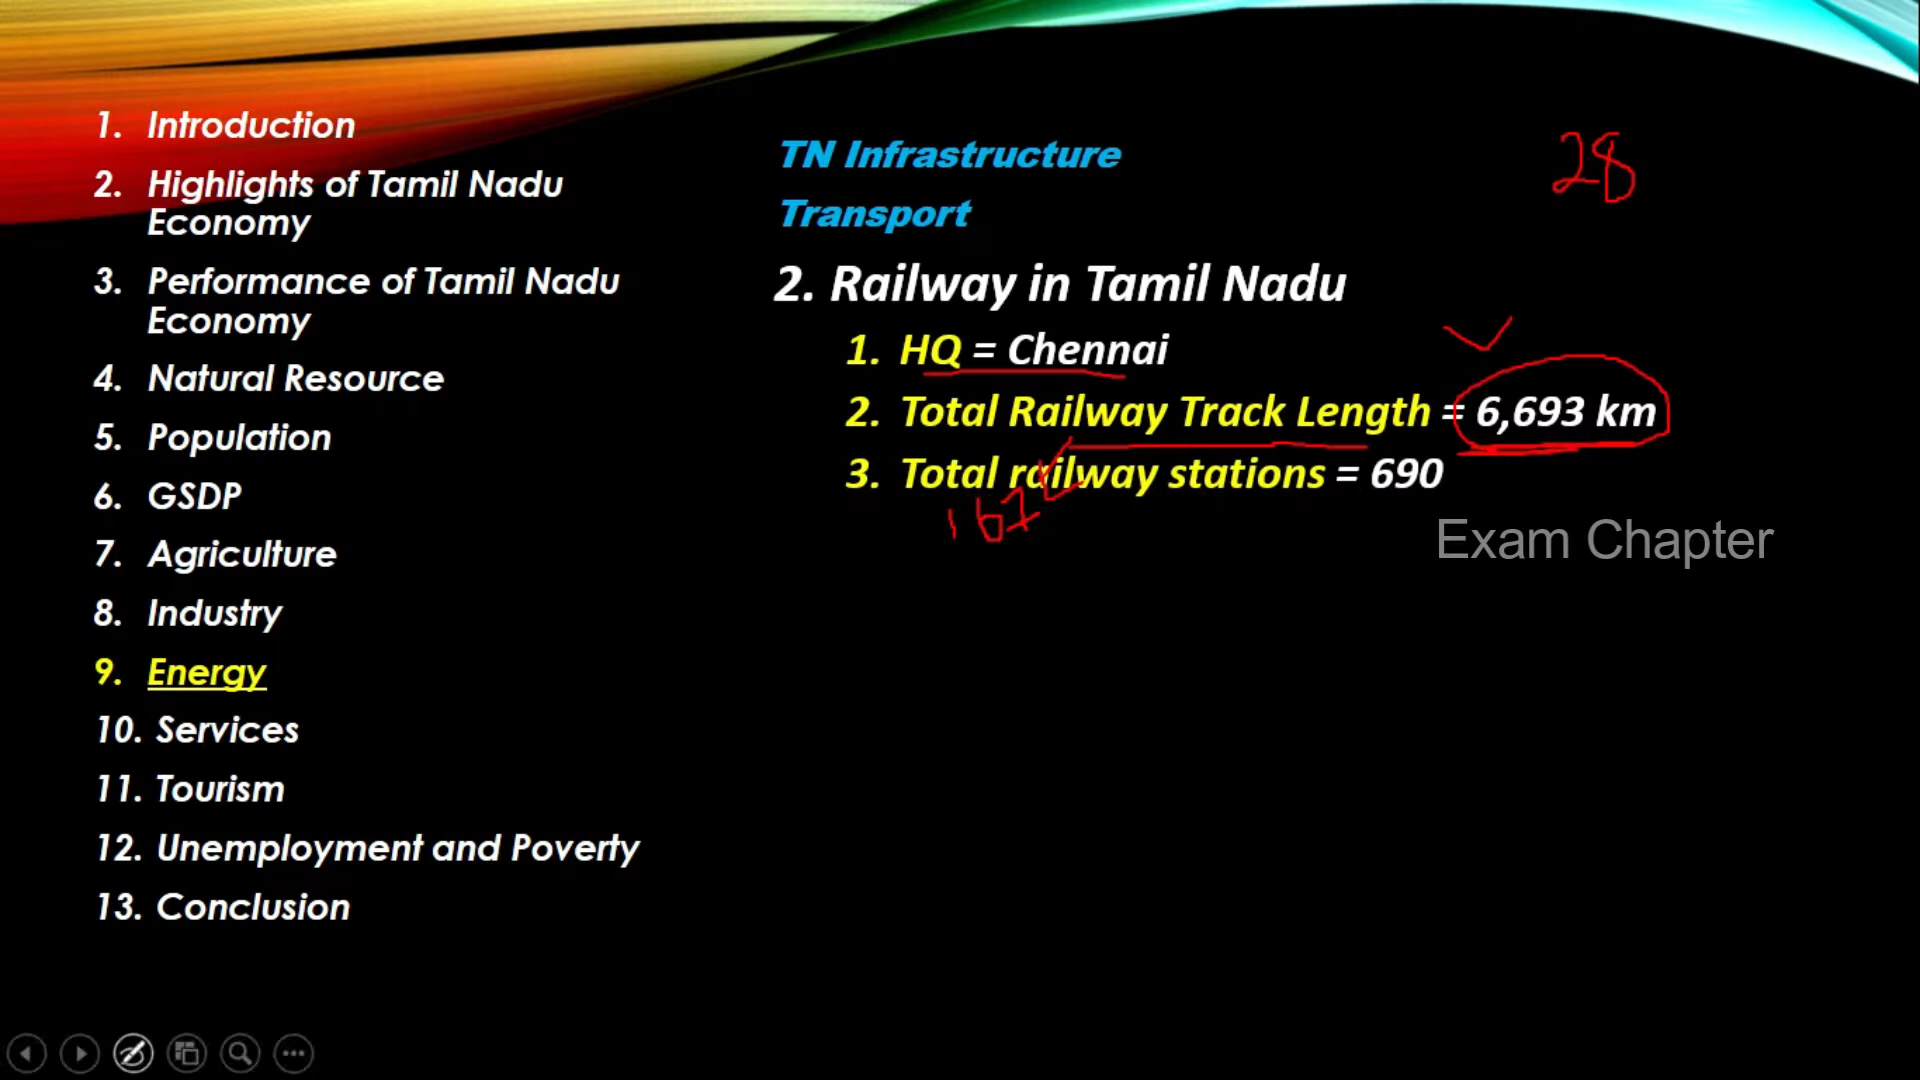 1. Introduction
2. Highlights of Tamil Nadu
Economy
3. Performance of Tamil Nadu
Economy
4. Natural Resource
5. Population
6. GSDP
7. Agriculture
8. Industry
9. Energy
10. Services
11. Tourism
12. Unemployment and Poverty
13. Conclusion
28
TN Infrastructure
Transport
2. Railway in Tamil Nadu
1. HQ = Chennai
2. Total Railway Track Length = 6,693 km
3. Total railway stations = 690
Exam Chapter